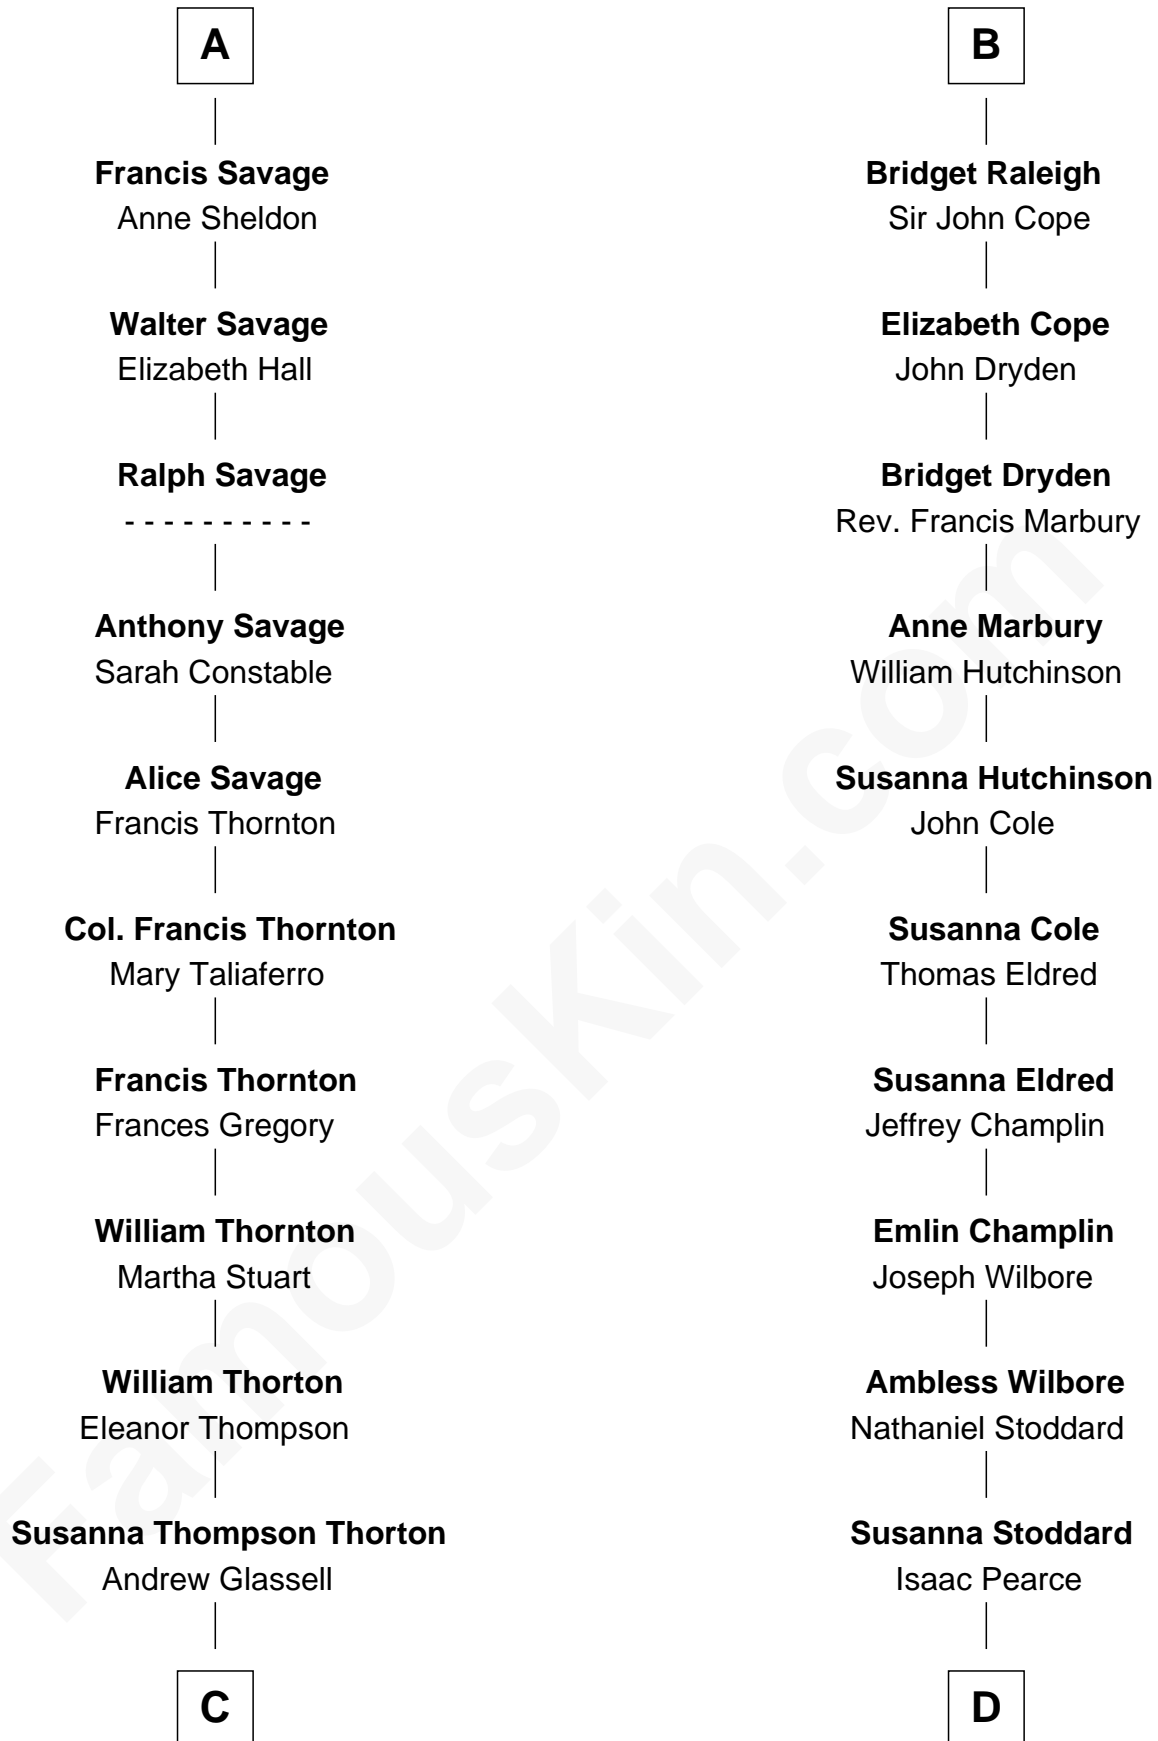 A
Francis Savage
Anne Sheldon
Walter Savage
Elizabeth Hall
Ralph Savage
- - - - - - - - - -
Anthony Savage
Sarah Constable
Alice Savage
Francis Thornton
Col. Francis Thornton
Mary Taliaferro
Francis Thornton
Frances Gregory
William Thornton
Martha Stuart
William Thorton
Eleanor Thompson
Susanna Thompson Thorton
Andrew Glassell
C
B
Bridget Raleigh
Sir John Cope
Elizabeth Cope
John Dryden
Bridget Dryden
Rev. Francis Marbury
Anne Marbury
William Hutchinson
Susanna Hutchinson
John Cole
Susanna Cole
Thomas Eldred
Susanna Eldred
Jeffrey Champlin
Emlin Champlin
Joseph Wilbore
Ambless Wilbore
Nathaniel Stoddard
Susanna Stoddard
Isaac Pearce
D
FamousKin.com